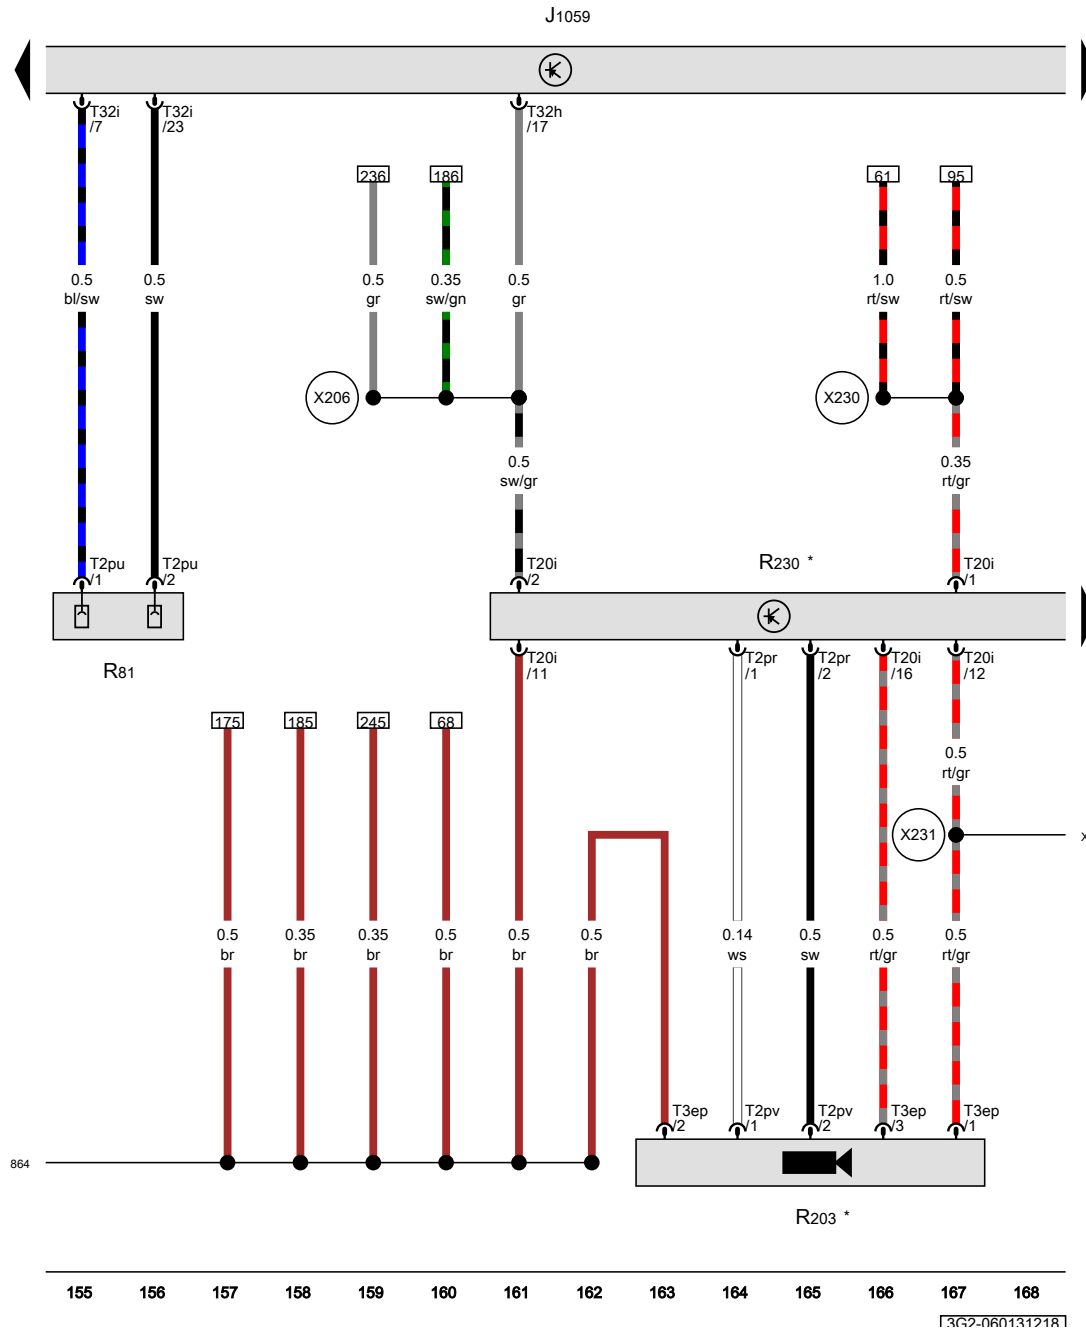 J1059
T32i T32i T32h
/7 /23 /17
236 186 61 95
0.5 0.5 0.5 0.35 0.5 1.0 0.5
bl/sw sw gr sw/gn gr rt/sw rt/sw
X206 X230
0.5 0.35
sw/gr rt/gr
T2pu T2pu T20i R230 * T20i
/1 /2 /2 /1
R81
T20i T2pr T2pr T20i T20i
/11 /1 /2 /16 /12
175 185 245 68
0.5
rt/gr
X231
X
0.5 0.35 0.35 0.5 0.5 0.5 0.14 0.5 0.5 0.5
br br br br br br ws sw rt/gr rt/gr
T3ep T2pv T2pv T3ep T3ep
/2 /1 /2 /3 /1
864
R203 *
155 156 157 158 159 160 161 162 163 164 165 166 167 168
3G2-060131218